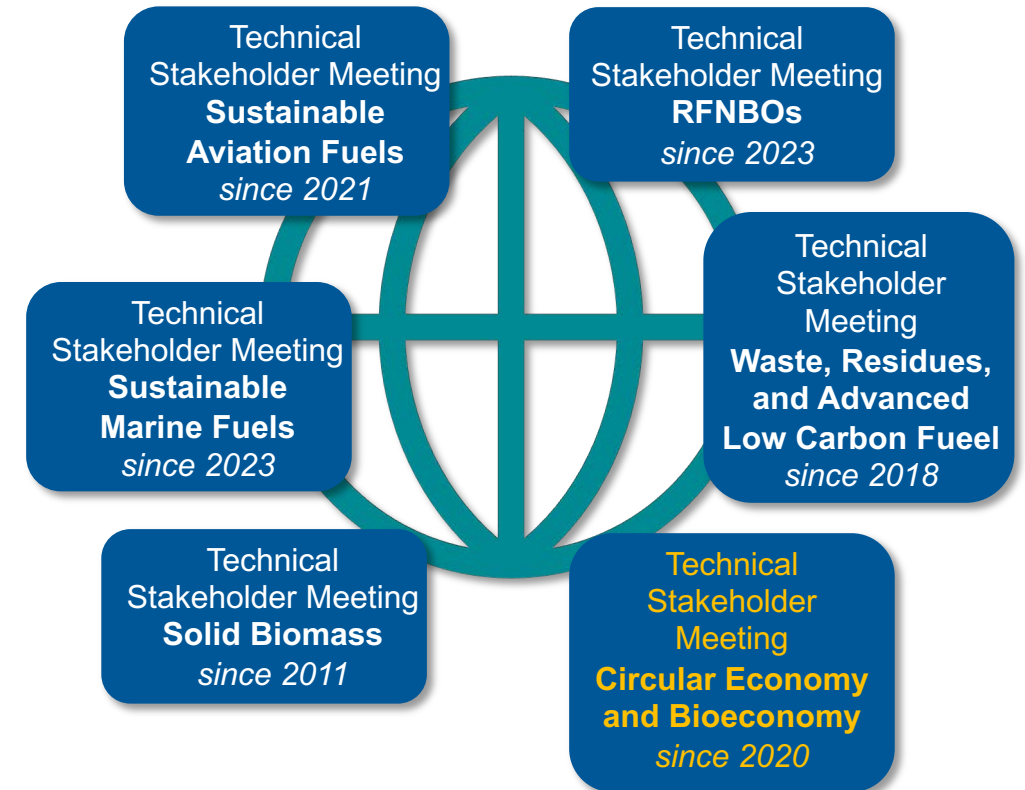 Technical
Stakeholder Meeting
Sustainable
Aviation Fuels
since 2021
Technical
Stakeholder Meeting
RFNBOs
since 2023
Technical
Stakeholder Meeting
Sustainable
Marine Fuels
since 2023
Technical
Stakeholder
Meeting
Waste, Residues,
and Advanced
Low Carbon Fueel
since 2018
Technical
Stakeholder Meeting
Solid Biomass
since 2011
Technical
Stakeholder
Meeting
Circular Economy
and Bioeconomy
since 2020